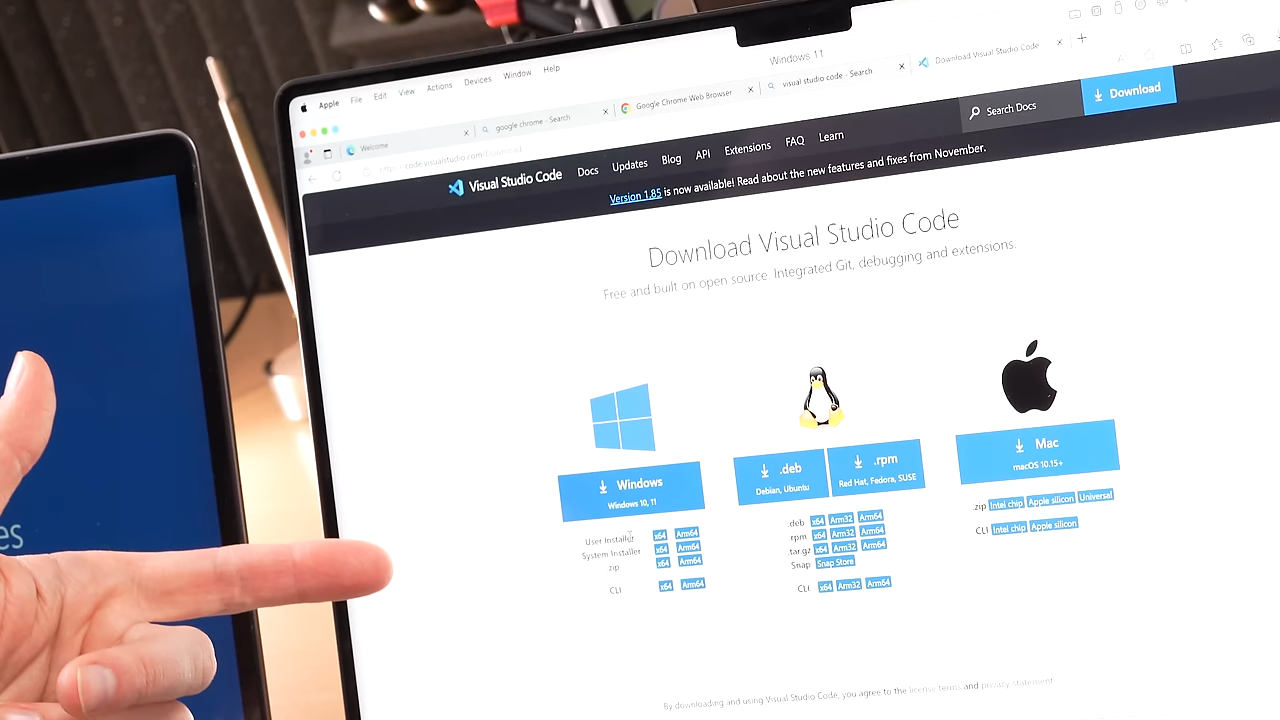 Apple File Edit View Actions Devices Window Help
Windows 11
Welcome
google chrome - Search
Google Chrome Web Browser
visual studio code - Search
Download Visual Studio Code
https://code.visualstudio.com/Download
Visual Studio Code Docs Updates Blog API Extensions FAQ Learn
Search Docs
Download
Version 1.85 is now available! Read about the new features and fixes from November.
Download Visual Studio Code
Free and built on open source. Integrated Git, debugging and extensions.
Windows
Windows 10, 11
User Installer x64 Arm64
System Installer x64 Arm64
zip x64 Arm64
CLI x64 Arm64
.deb
Debian, Ubuntu
.rpm
Red Hat, Fedora, SUSE
.deb x64 Arm32 Arm64
rpm x64 Arm32 Arm64
.tar.gz x64 Arm32 Arm64
Snap Snap Store
CLI x64 Arm32 Arm64
Mac
macOS 10.15+
.zip Intel chip Apple silicon Universal
CLI Intel chip Apple silicon
By downloading and using Visual Studio Code, you agree to the license terms and privacy statement.
es